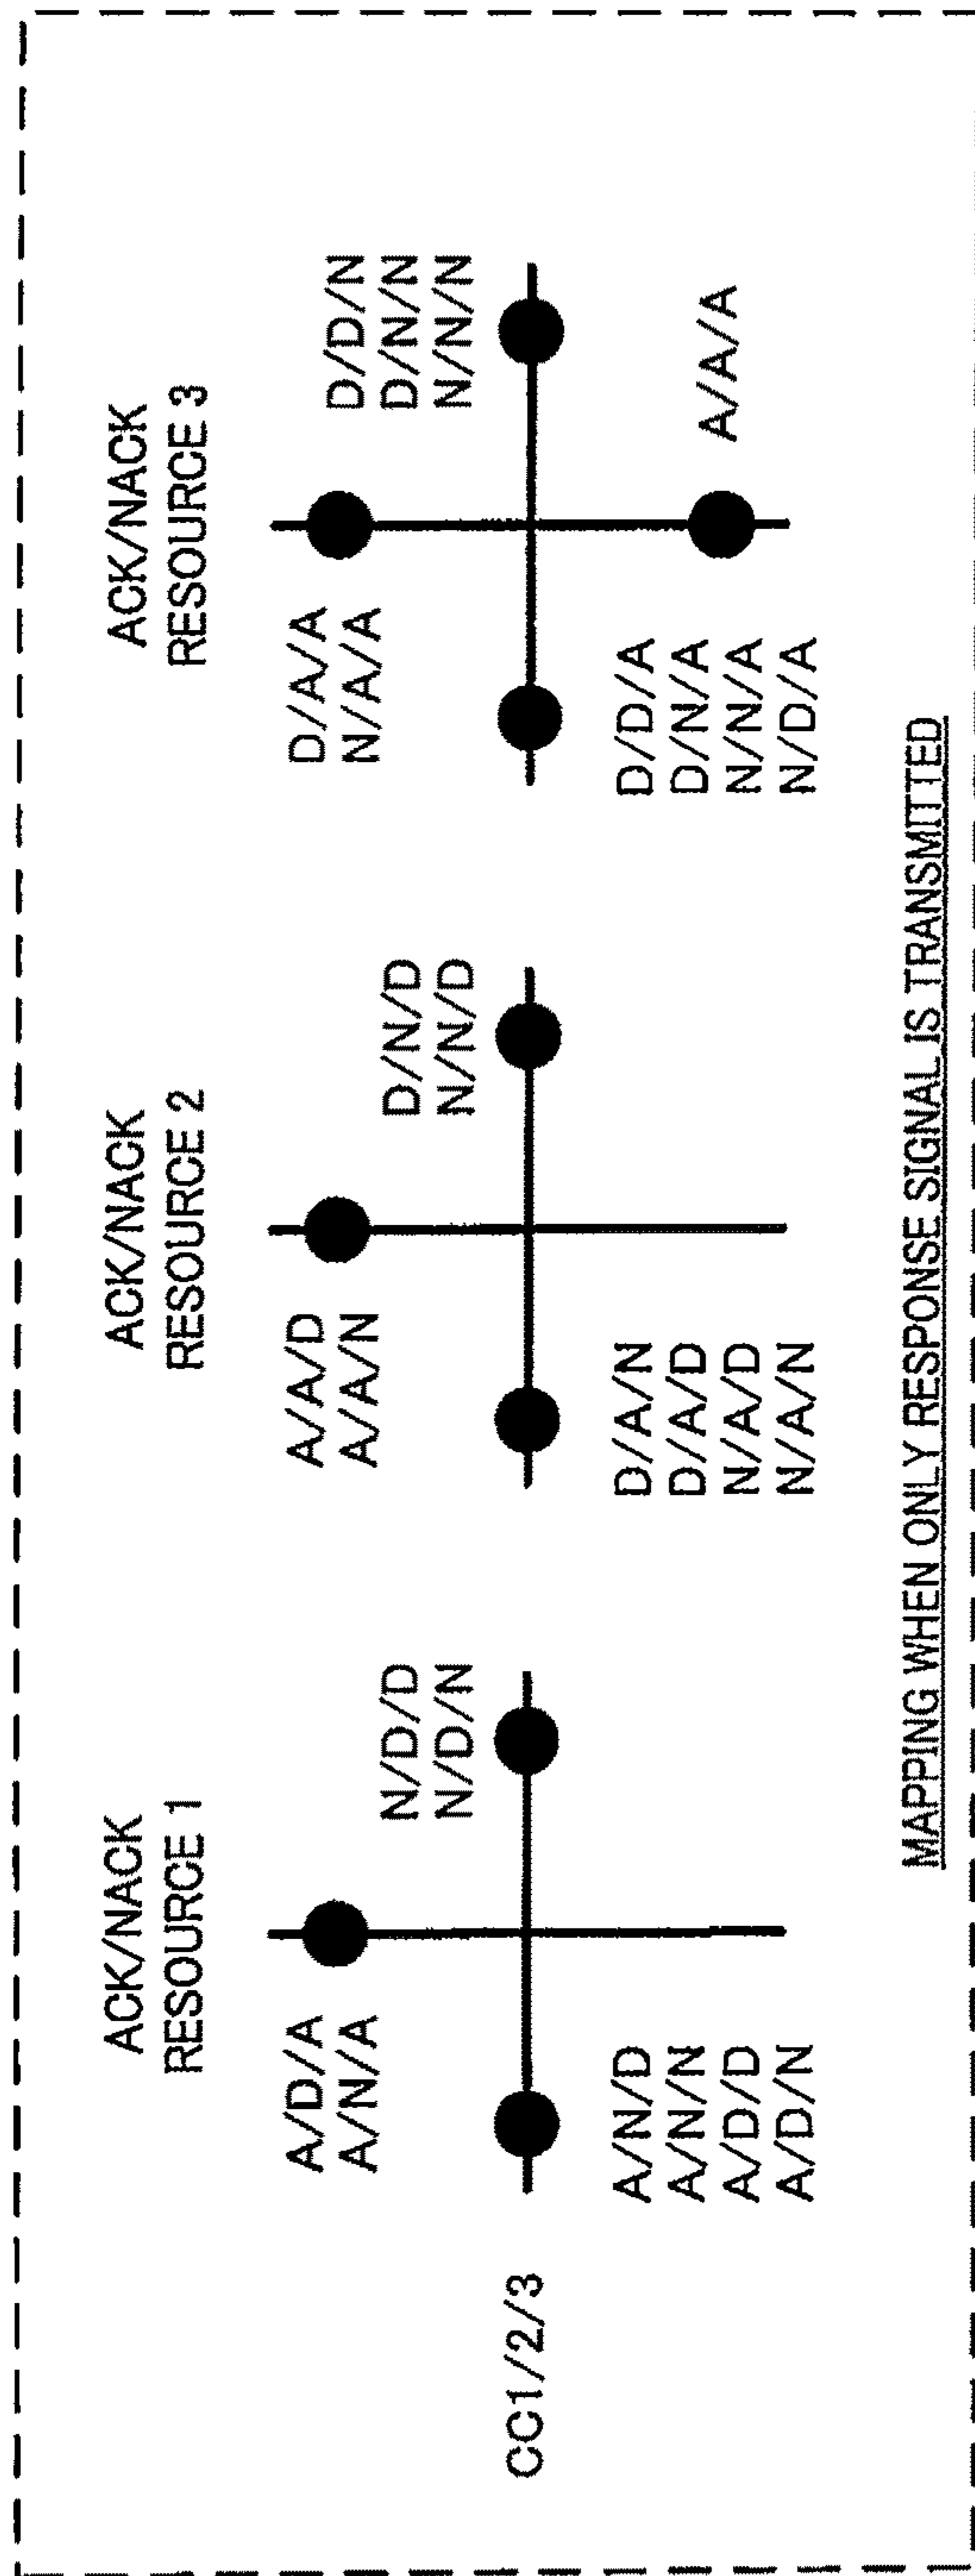 ACK/NACK
RESOURCE 1
A/D/A
A/N/A
N/D/D
N/D/N
CC1/2/3
A/N/D
A/N/N
A/D/D
A/D/N
ACK/NACK
RESOURCE 2
A/A/D
A/A/N
D/N/D
N/N/D
D/A/N
D/A/D
N/A/D
N/A/N
ACK/NACK
RESOURCE 3
D/A/A
N/A/A
D/D/N
D/N/N
N/N/N
D/D/A
D/N/A
N/N/A
N/D/A
A/A/A
MAPPING WHEN ONLY RESPONSE SIGNAL IS TRANSMITTED